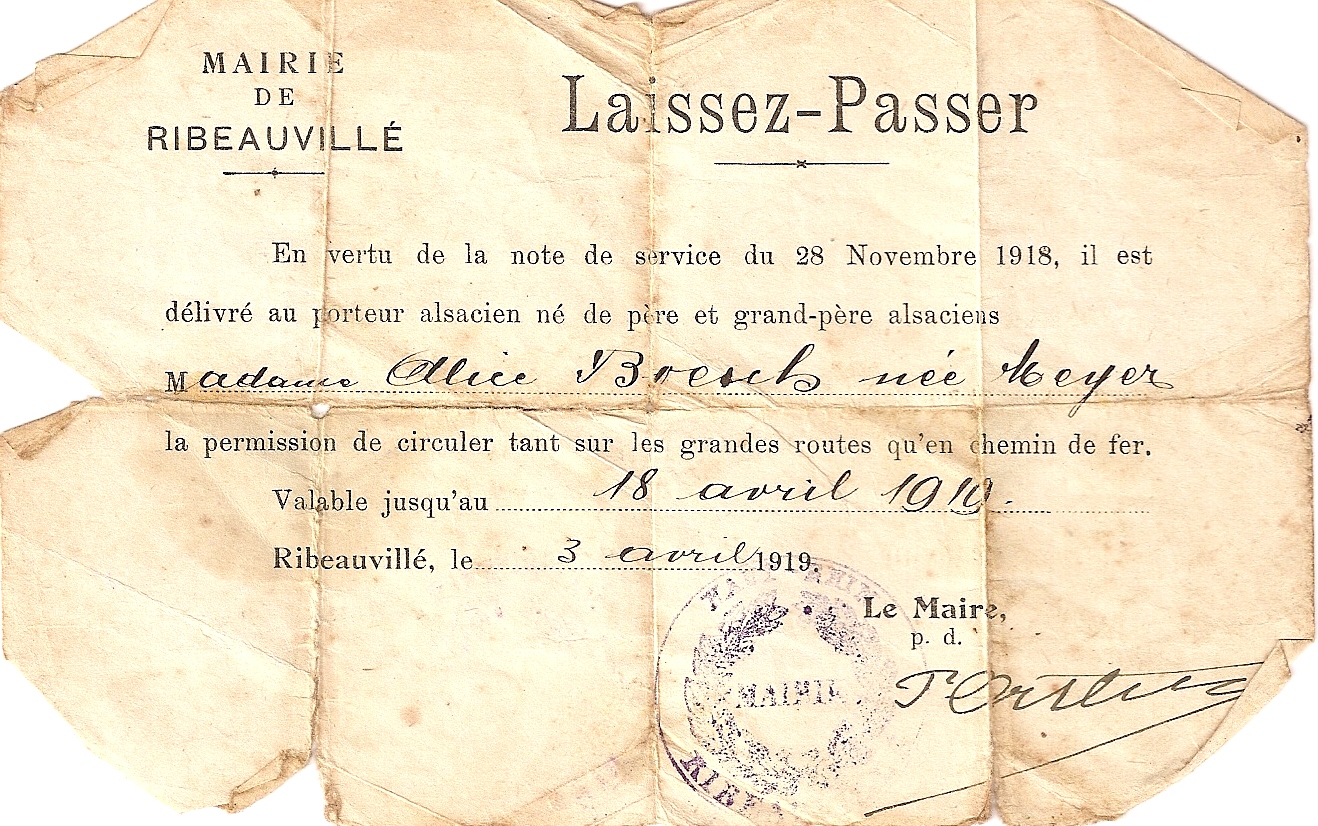 MAIRIE
DE
RIBEAUVILLÉ
Laissez-Passer
En vertu de la note de service du 28 Novembre 1918, il est
délivré au porteur alsacien né de père et grand-père alsaciens
Madame Alice Boesch née Meyer
la permission de circuler tant sur les grandes routes qu'en chemin de fer.
Valable jusqu'au 18 avril 1919.
Ribeauvillé, le 3 avril 1919.
Le Maire,
p. d.
HAUT-RHIN
MAIRIE